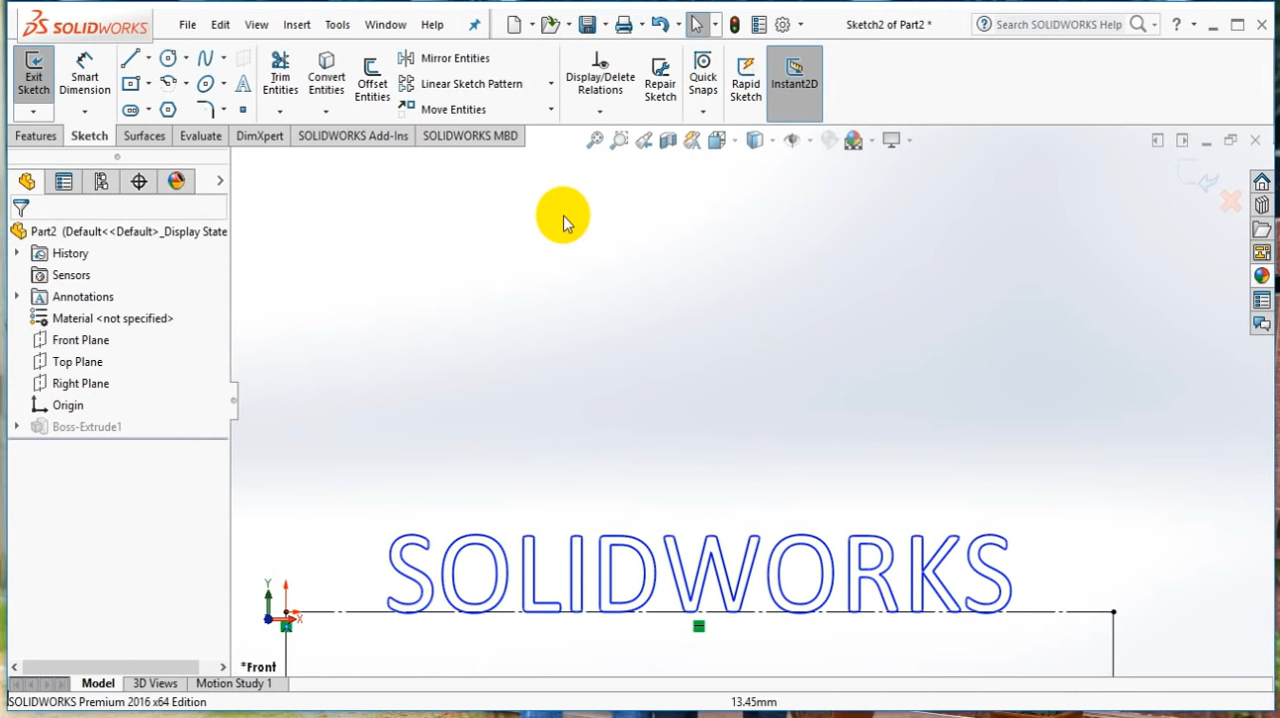 SOLIDWORKS File Edit View Insert Tools Window Help Sketch2 of Part2 * Search SOLIDWORKS Help ?
Exit Sketch
Smart Dimension
Trim Entities
Convert Entities
Offset Entities
Mirror Entities
Linear Sketch Pattern
Move Entities
Display/Delete Relations
Repair Sketch
Quick Snaps
Rapid Sketch
Instant2D
Features Sketch Surfaces Evaluate DimXpert SOLIDWORKS Add-Ins SOLIDWORKS MBD
Part2 (Default<<Default>_Display State
History
Sensors
Annotations
Material <not specified>
Front Plane
Top Plane
Right Plane
Origin
Boss-Extrude1
SOLIDWORKS
Y
X
*Front
Model 3D Views Motion Study 1
SOLIDWORKS Premium 2016 x64 Edition 13.45mm